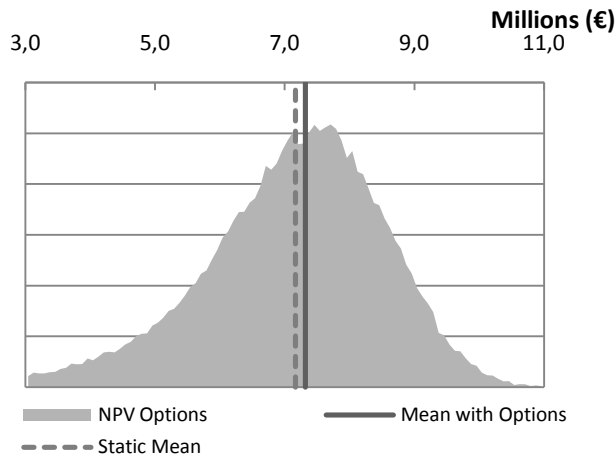 Millions (€)
3,0 5,0 7,0 9,0 11,0
NPV Options Mean with Options
Static Mean